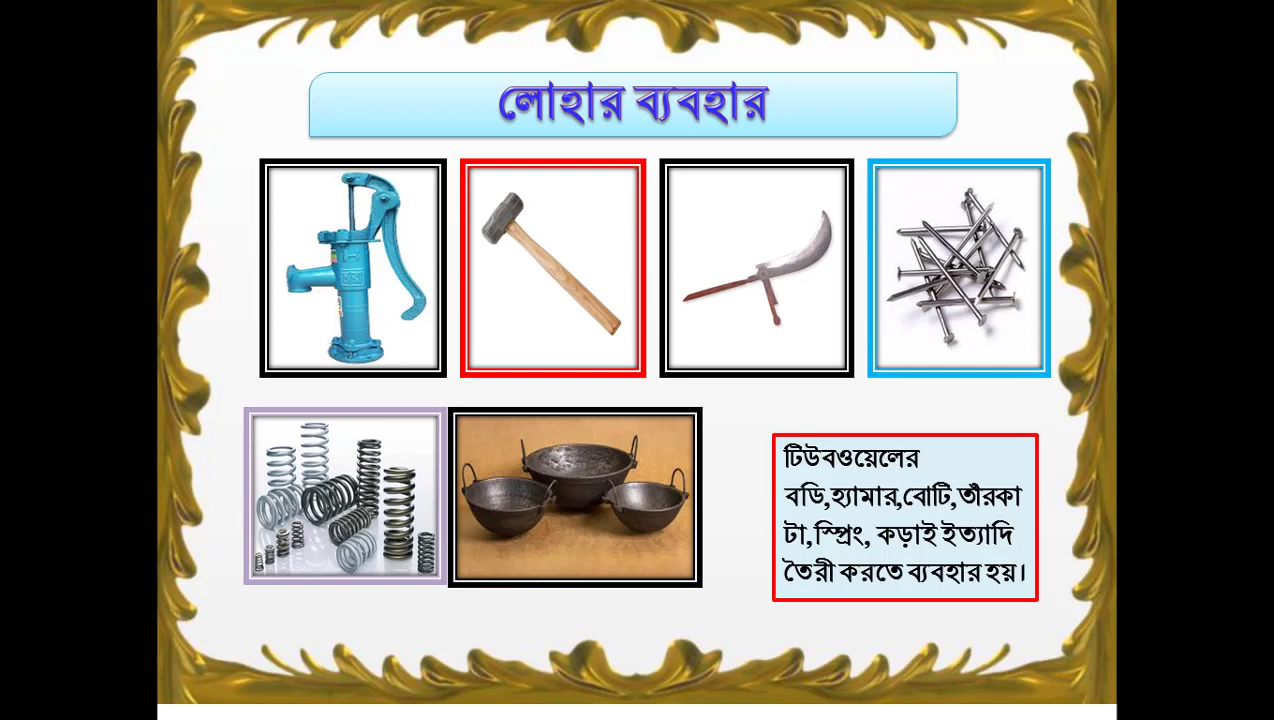 লোহার ব্যবহার
টিউবওয়েলের
বডি,হ্যামার,বোটি,তাঁরকা
টা,স্প্রিং, কড়াই ইত্যাদি
তৈরী করতে ব্যবহার হয়।